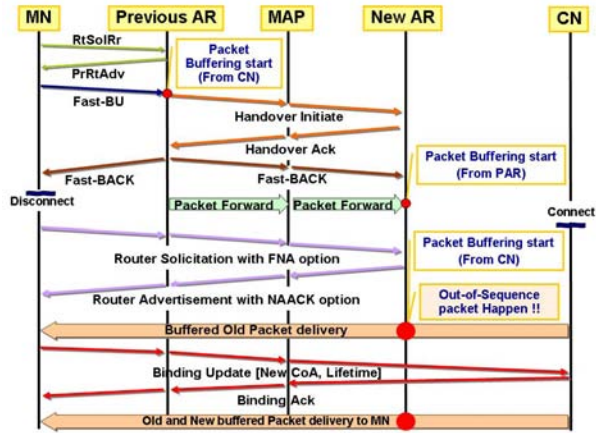 MN
Previous AR
MAP
New AR
CN
RtSolRr
Packet
Buffering start
(From CN)
PrRtAdv
Fast-BU
Handover Initiate
Handover Ack
Packet Buffering start
(From PAR)
Fast-BACK
Fast-BACK
Disconnect
Packet Forward
Packet Forward
Connect
Packet Buffering start
(From CN)
Router Solicitation with FNA option
Router Advertisement with NAACK option
Out-of-Sequence
packet Happen !!
Buffered Old Packet delivery
Binding Update [New CoA, Lifetime]
Binding Ack
Old and New buffered Packet delivery to MN